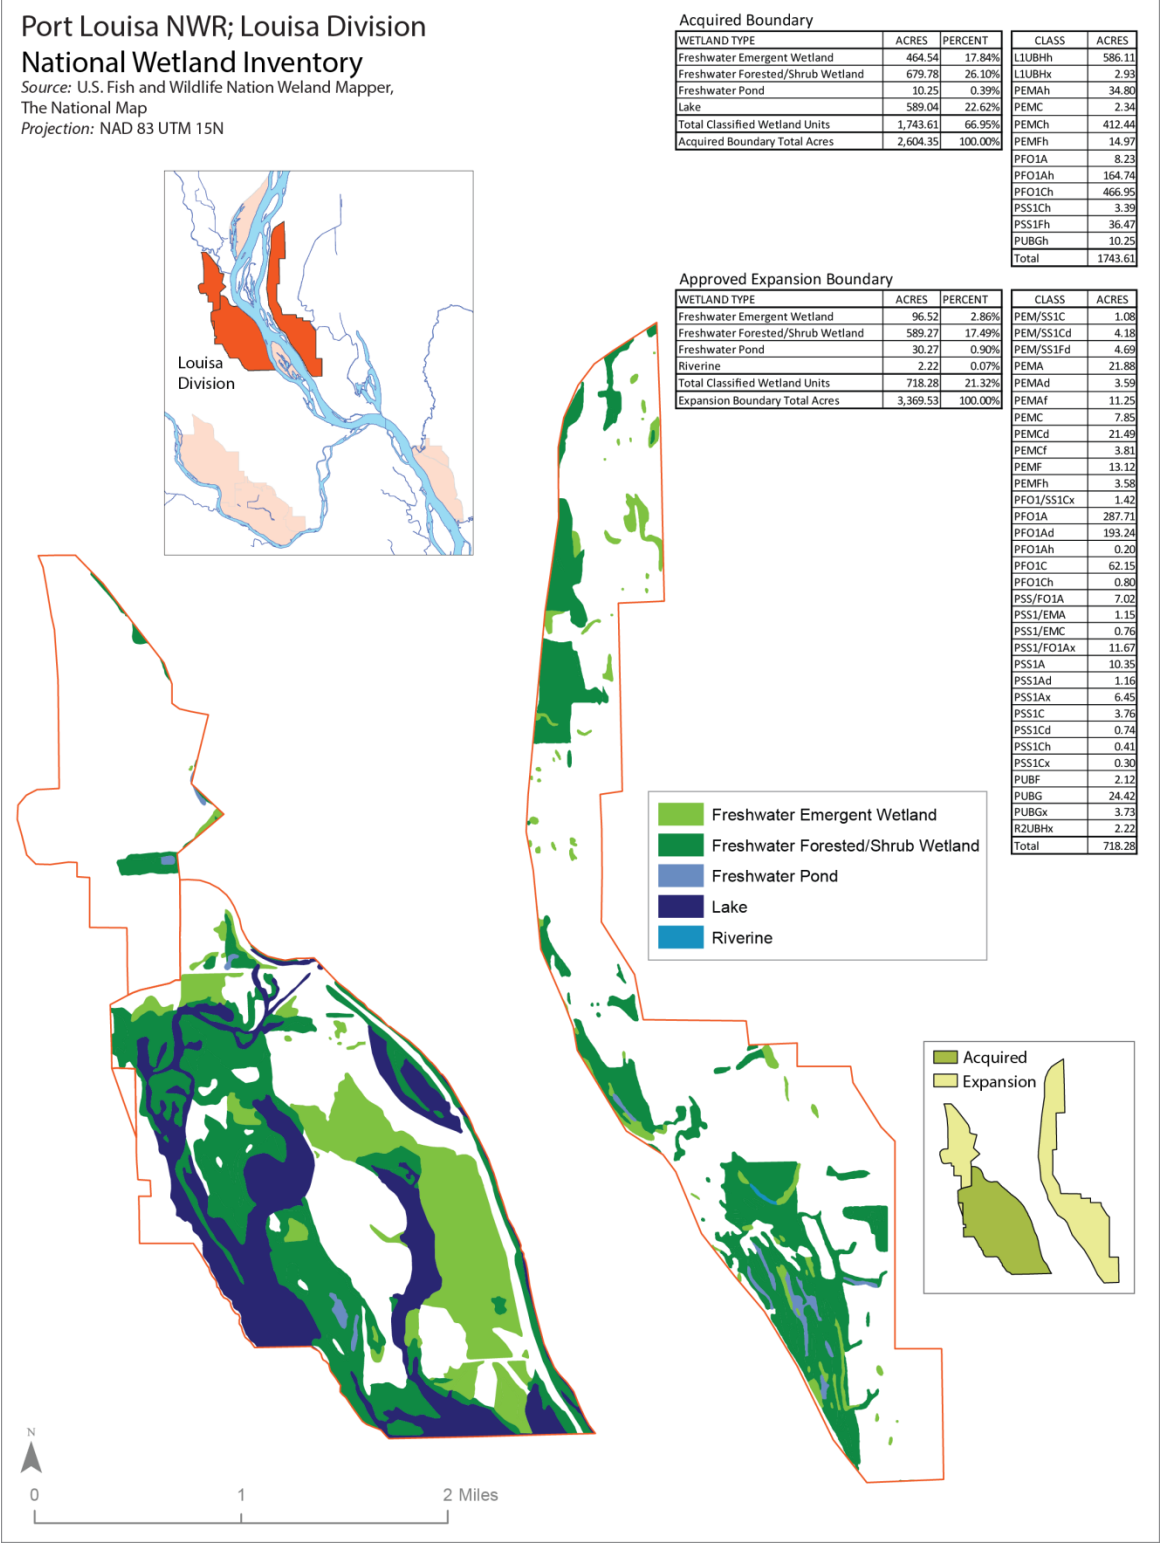 Port Louisa NWR; Louisa Division
National Wetland Inventory
Source: U.S. Fish and Wildlife Nation Weland Mapper,
The National Map
Projection: NAD 83 UTM 15N
Louisa
Division
Acquired Boundary
WETLAND TYPE ACRES PERCENT
Freshwater Emergent Wetland 464.54 17.84%
Freshwater Forested/Shrub Wetland 679.78 26.10%
Freshwater Pond 10.25 0.39%
Lake 589.04 22.62%
Total Classified Wetland Units 1,743.61 66.95%
Acquired Boundary Total Acres 2,604.35 100.00%
CLASS ACRES
L1UBHh 586.11
L1UBHx 2.93
PEMAh 34.80
PEMC 2.34
PEMCh 412.44
PEMFh 14.97
PFO1A 8.23
PFO1Ah 164.74
PFO1Ch 466.95
PSS1Ch 3.39
PSS1Fh 36.47
PUBGh 10.25
Total 1743.61
Approved Expansion Boundary
WETLAND TYPE ACRES PERCENT
Freshwater Emergent Wetland 96.52 2.86%
Freshwater Forested/Shrub Wetland 589.27 17.49%
Freshwater Pond 30.27 0.90%
Riverine 2.22 0.07%
Total Classified Wetland Units 718.28 21.32%
Expansion Boundary Total Acres 3,369.53 100.00%
CLASS ACRES
PEM/SS1C 1.08
PEM/SS1Cd 4.18
PEM/SS1Fd 4.69
PEMA 21.88
PEMAd 3.59
PEMAf 11.25
PEMC 7.85
PEMCd 21.49
PEMCf 3.81
PEMF 13.12
PEMFh 3.58
PFO1/SS1Cx 1.42
PFO1A 287.71
PFO1Ad 193.24
PFO1Ah 0.20
PFO1C 62.15
PFO1Ch 0.80
PSS/FO1A 7.02
PSS1/EMA 1.15
PSS1/EMC 0.76
PSS1/FO1Ax 11.67
PSS1A 10.35
PSS1Ad 1.16
PSS1Ax 6.45
PSS1C 3.76
PSS1Cd 0.74
PSS1Ch 0.41
PSS1Cx 0.30
PUBF 2.12
PUBG 24.42
PUBGx 3.73
R2UBHx 2.22
Total 718.28
Freshwater Emergent Wetland
Freshwater Forested/Shrub Wetland
Freshwater Pond
Lake
Riverine
Acquired
Expansion
N
0 1 2 Miles